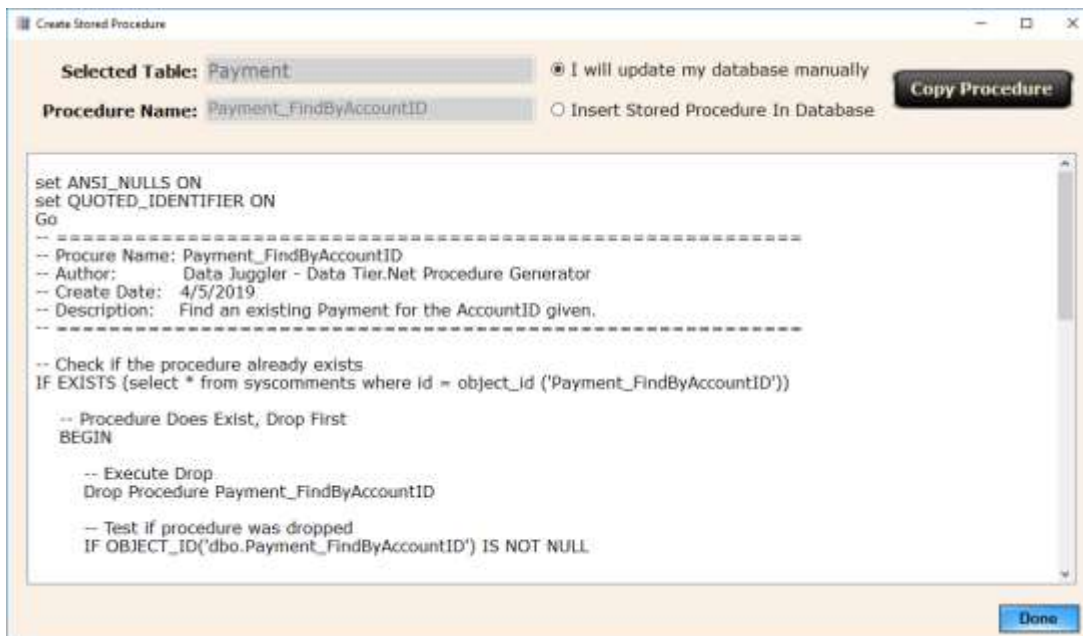 Create Stored Procedure
Selected Table: Payment
I will update my database manually
Copy Procedure
Procedure Name: Payment_FindByAccountID
Insert Stored Procedure In Database
set ANSI_NULLS ON
set QUOTED_IDENTIFIER ON
Go
-- =========================================================
-- Procure Name: Payment_FindByAccountID
-- Author: Data Juggler - Data Tier.Net Procedure Generator
-- Create Date: 4/5/2019
-- Description: Find an existing Payment for the AccountID given.
-- =========================================================
-- Check if the procedure already exists
IF EXISTS (select * from syscomments where id = object_id ('Payment_FindByAccountID'))
-- Procedure Does Exist, Drop First
BEGIN
-- Execute Drop
Drop Procedure Payment_FindByAccountID
-- Test if procedure was dropped
IF OBJECT_ID('dbo.Payment_FindByAccountID') IS NOT NULL
Done